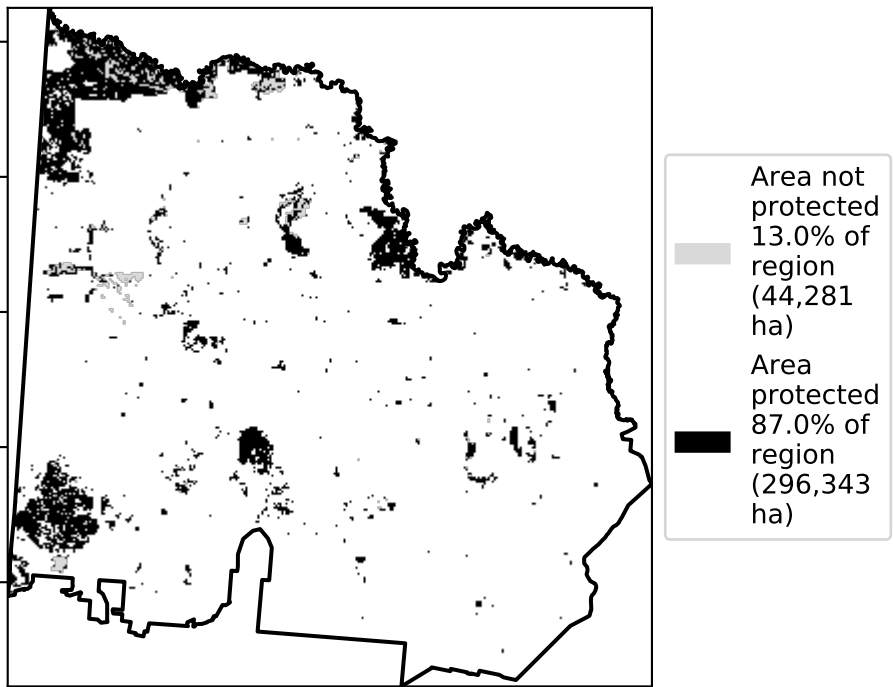 Area not
protected
13.0% of
region
(44,281
ha)
Area
protected
87.0% of
region
(296,343
ha)